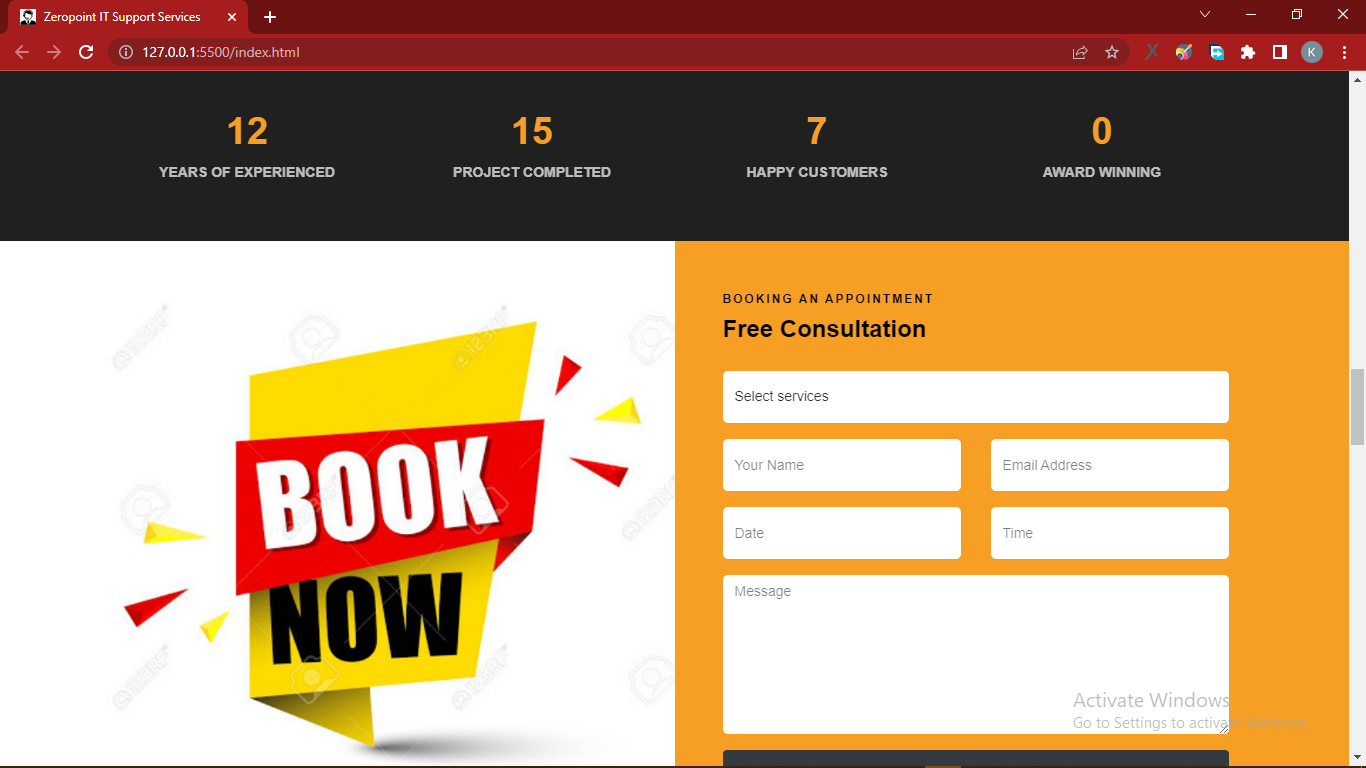 Zeropoint IT Support Services
127.0.0.1:5500/index.html
K
12
15
7
0
YEARS OF EXPERIENCED
PROJECT COMPLETED
HAPPY CUSTOMERS
AWARD WINNING
BOOK
NOW
123RF
BOOKING AN APPOINTMENT
Free Consultation
Select services
Your Name
Email Address
Date
Time
Message
Activate Windows
Go to Settings to activate Windows.